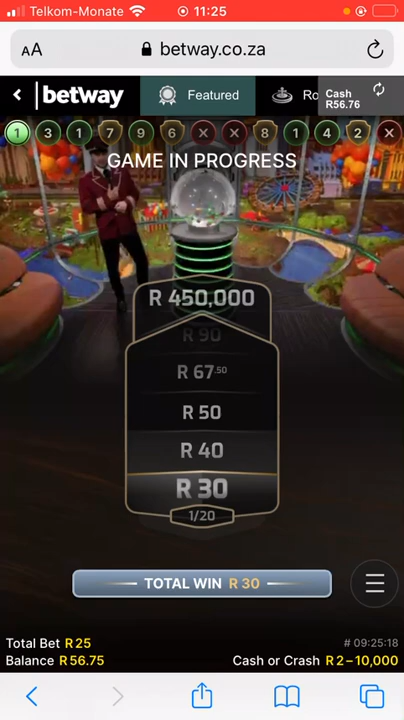 Telkom-Monate 11:25
AA betway.co.za
betway Featured Ro Cash
R56.76
1 3 1 7 9 6 X X 8 1 4 2 X
GAME IN PROGRESS
R 450,000
R 90
R 67.50
R 50
R 40
R 30
1/20
TOTAL WIN R 30
Total Bet R 25 # 09:25:18
Balance R 56.75 Cash or Crash R 2 – 10,000